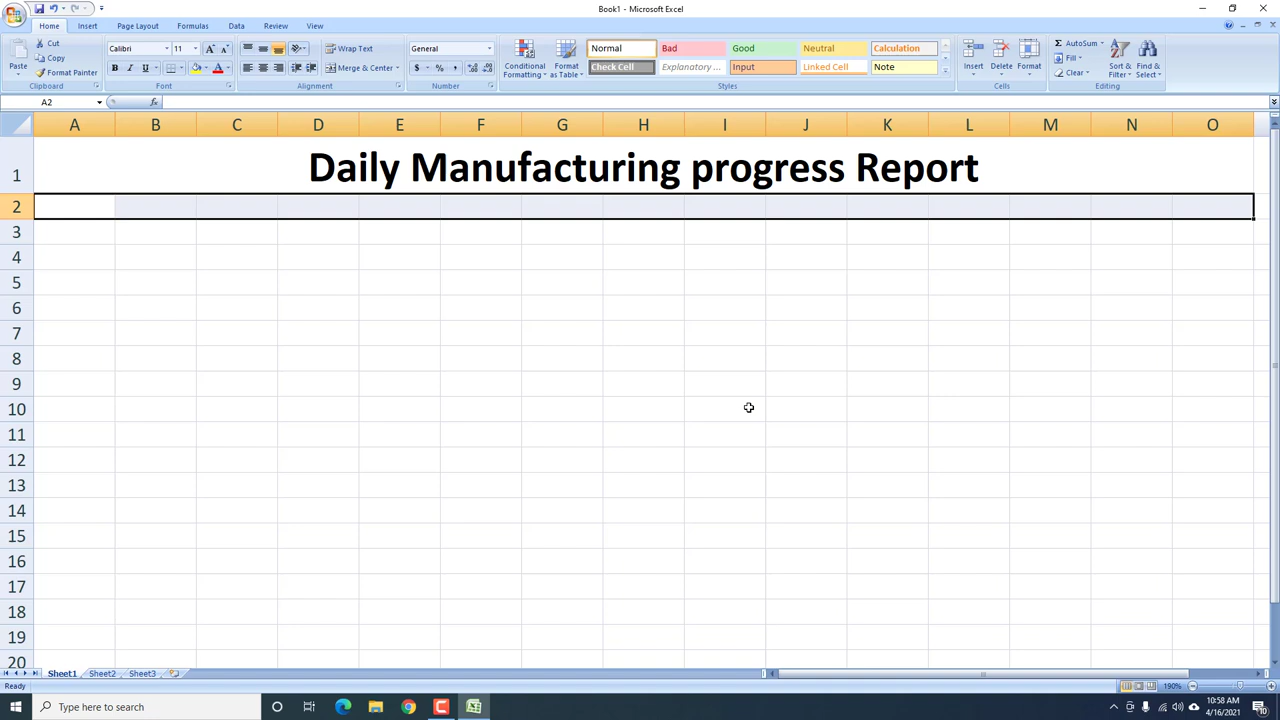 Book1 - Microsoft Excel
Home Insert Page Layout Formulas Data Review View
Cut
Copy
Format Painter
Paste
Clipboard
Calibri 11
B I U
Font
Wrap Text
Merge & Center
Alignment
General
$ % ,
Number
Conditional Formatting
Format as Table
Normal Bad Good Neutral Calculation
Check Cell Explanatory ... Input Linked Cell Note
Styles
Insert Delete Format
Cells
Σ AutoSum
Fill
Clear
Sort & Filter
Find & Select
Editing
A2 fx
A B C D E F G H I J K L M N O
1 Daily Manufacturing progress Report
2
3
4
5
6
7
8
9
10
11
12
13
14
15
16
17
18
19
20
Sheet1 Sheet2 Sheet3
Ready 190%
Type here to search
10:58 AM
4/16/2021
10